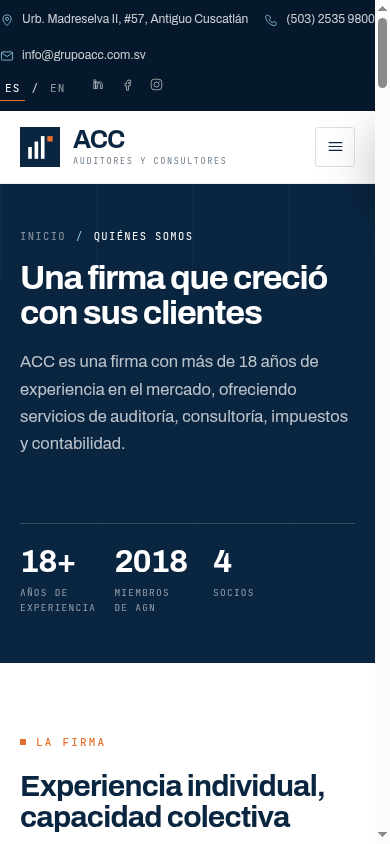 Urb. Madreselva II, #57, Antiguo Cuscatlán (503) 2535 9800
info@grupoacc.com.sv
ES / EN
ACC
AUDITORES Y CONSULTORES
INICIO / QUIÉNES SOMOS
Una firma que creció
con sus clientes
ACC es una firma con más de 18 años de
experiencia en el mercado, ofreciendo
servicios de auditoría, consultoría, impuestos
y contabilidad.
18+ 2018 4
AÑOS DE MIEMBROS SOCIOS
EXPERIENCIA DE AGN
LA FIRMA
Experiencia individual,
capacidad colectiva